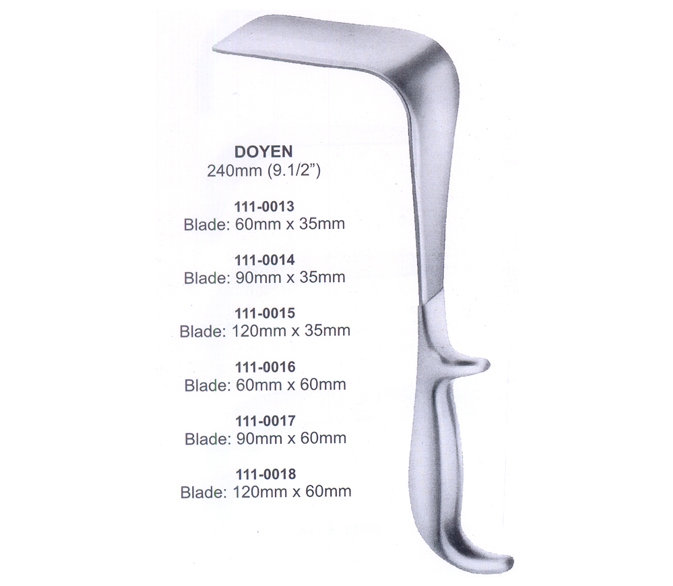 DOYEN
240mm (9.1/2”)
111-0013
Blade: 60mm x 35mm
111-0014
Blade: 90mm x 35mm
111-0015
Blade: 120mm x 35mm
111-0016
Blade: 60mm x 60mm
111-0017
Blade: 90mm x 60mm
111-0018
Blade: 120mm x 60mm